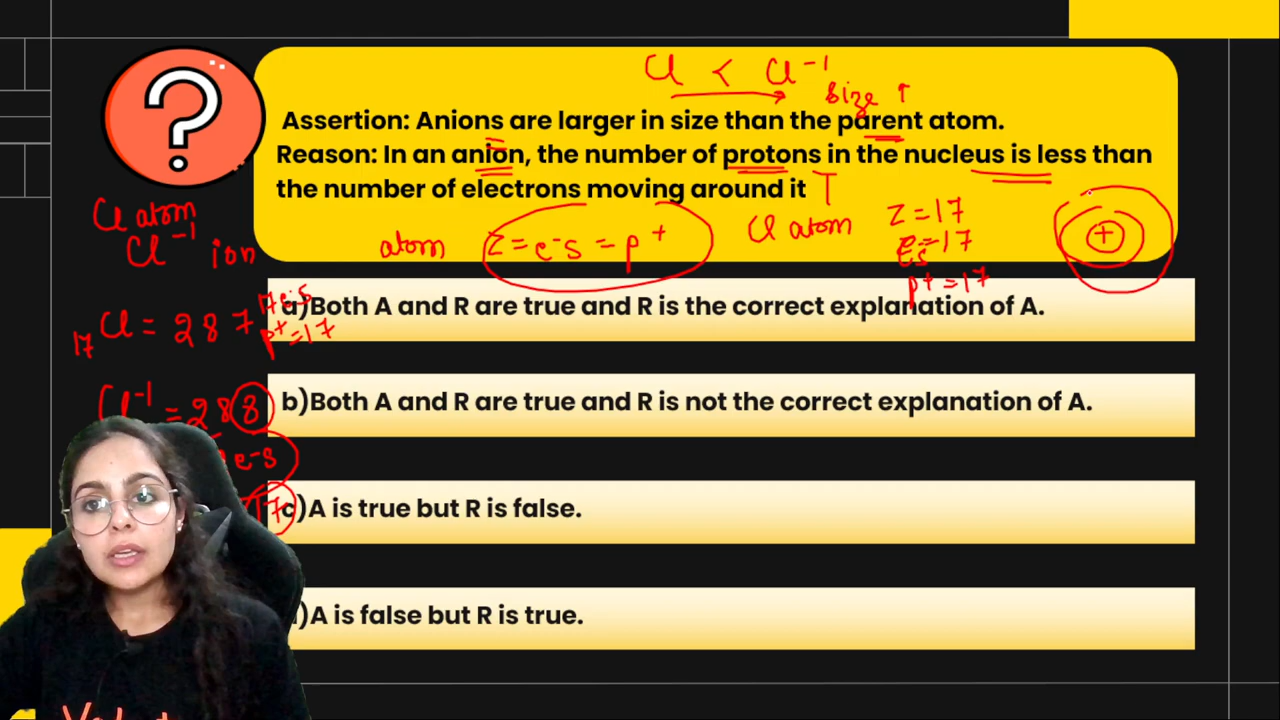 Cl < Cl⁻¹
size ↑
Assertion: Anions are larger in size than the parent atom.
Reason: In an anion, the number of protons in the nucleus is less than
the number of electrons moving around it T
Cl atom
Cl⁻¹ ion
atom Z = e⁻s = p⁺
Cl atom
Z = 17
e⁻s = 17
p⁺ = 17
+
17 Cl = 2 8 7
17 e⁻s
p⁺ = 17
Cl⁻¹ = 2 8 8
e⁻s
17
a)Both A and R are true and R is the correct explanation of A.
b)Both A and R are true and R is not the correct explanation of A.
c)A is true but R is false.
)A is false but R is true.